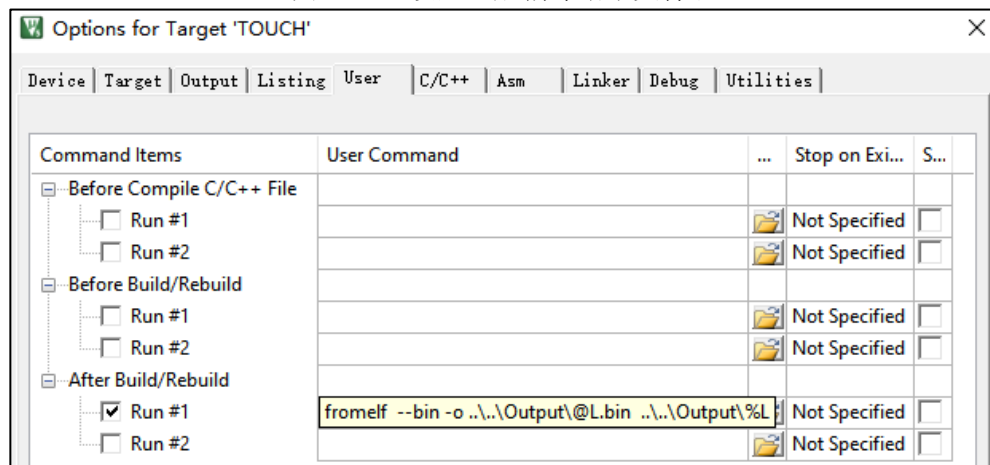 Options for Target 'TOUCH'
Device Target Output Listing User C/C++ Asm Linker Debug Utilities
Command Items User Command ... Stop on Exi... S...
Before Compile C/C++ File
Run #1 Not Specified
Run #2 Not Specified
Before Build/Rebuild
Run #1 Not Specified
Run #2 Not Specified
After Build/Rebuild
Run #1 fromelf --bin -o ..\..\Output\@L.bin ..\..\Output\%L Not Specified
Run #2 Not Specified